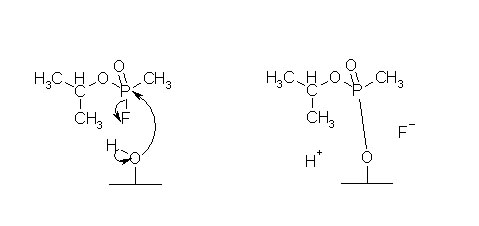 O
H₃C H O P CH₃
C
CH₃ F
H O
O
H₃C H O P CH₃
C
CH₃
F⁻
H⁺ O